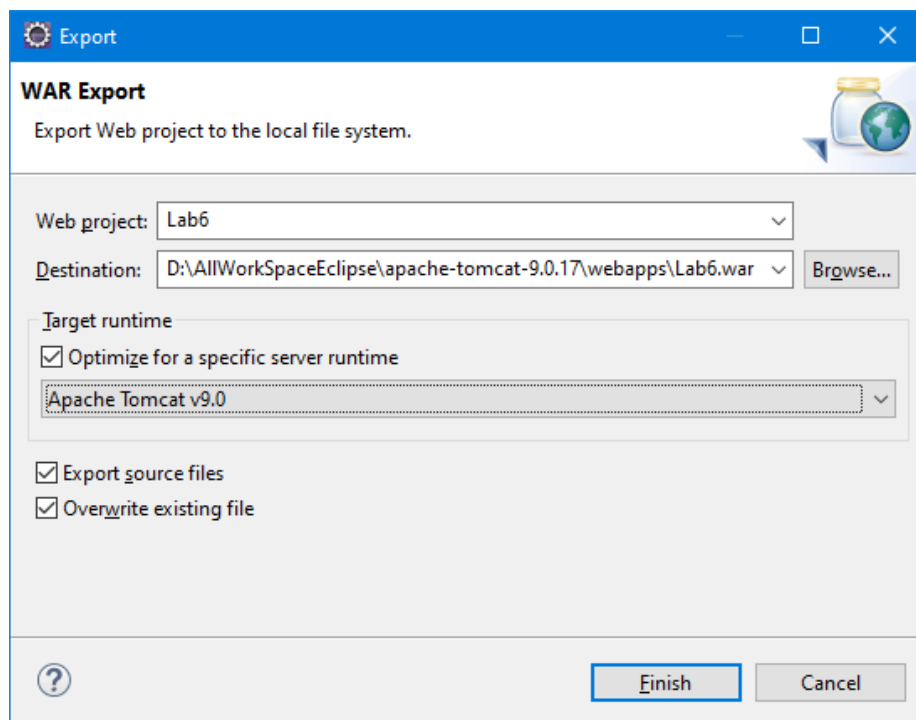 Export
WAR Export
Export Web project to the local file system.
Web project: Lab6
Destination: D:\AllWorkSpaceEclipse\apache-tomcat-9.0.17\webapps\Lab6.war Browse...
Target runtime
Optimize for a specific server runtime
Apache Tomcat v9.0
Export source files
Overwrite existing file
? Finish Cancel